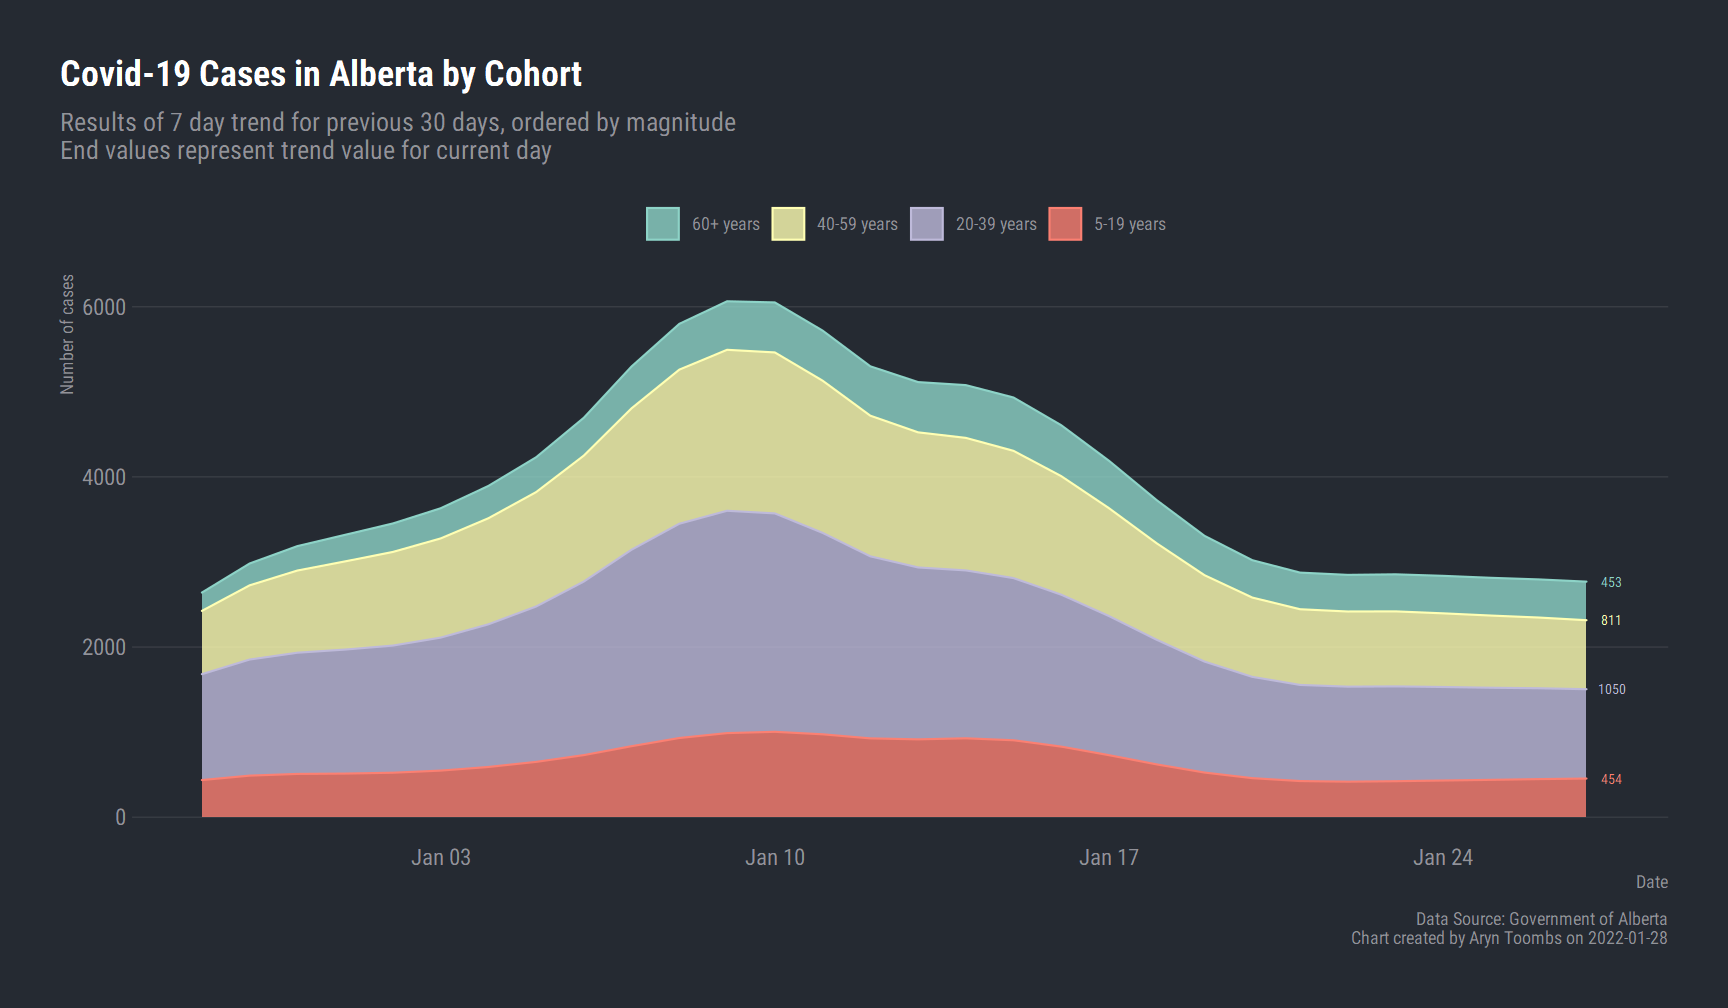 Covid-19 Cases in Alberta by Cohort
Results of 7 day trend for previous 30 days, ordered by magnitude
End values represent trend value for current day
60+ years
40-59 years
20-39 years
5-19 years
Number of cases
6000
4000
2000
0
453
811
1050
454
Jan 03
Jan 10
Jan 17
Jan 24
Date
Data Source: Government of Alberta
Chart created by Aryn Toombs on 2022-01-28